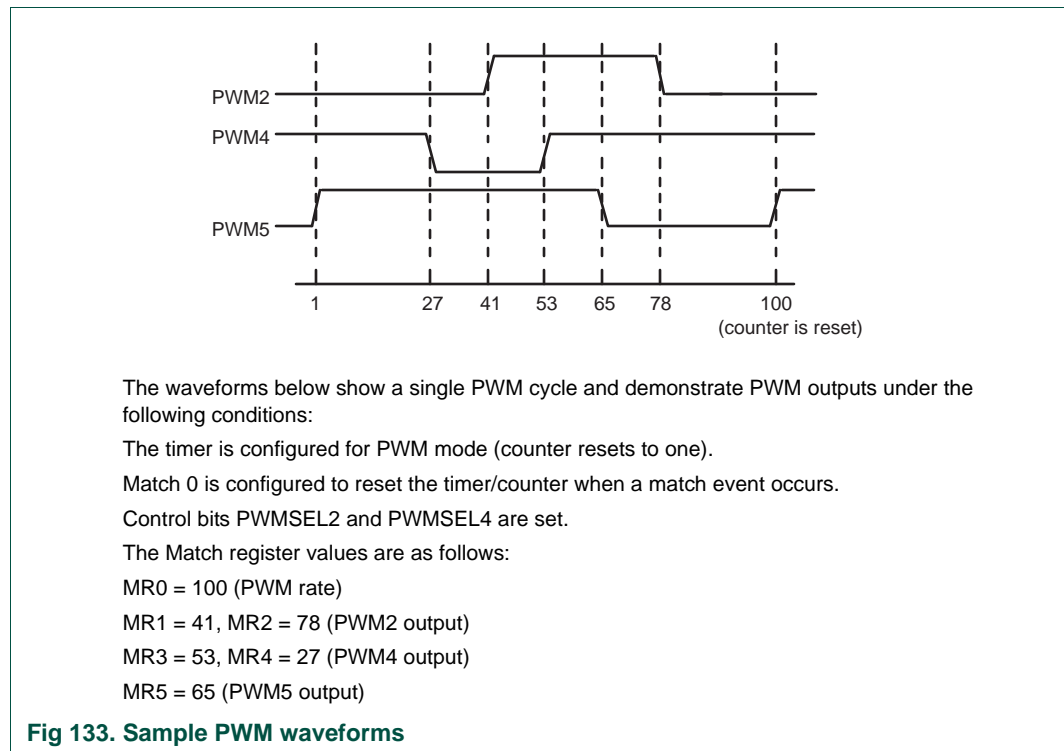 PWM2
PWM4
PWM5
1 27 41 53 65 78 100
(counter is reset)
The waveforms below show a single PWM cycle and demonstrate PWM outputs under the
following conditions:
The timer is configured for PWM mode (counter resets to one).
Match 0 is configured to reset the timer/counter when a match event occurs.
Control bits PWMSEL2 and PWMSEL4 are set.
The Match register values are as follows:
MR0 = 100 (PWM rate)
MR1 = 41, MR2 = 78 (PWM2 output)
MR3 = 53, MR4 = 27 (PWM4 output)
MR5 = 65 (PWM5 output)
Fig 133. Sample PWM waveforms